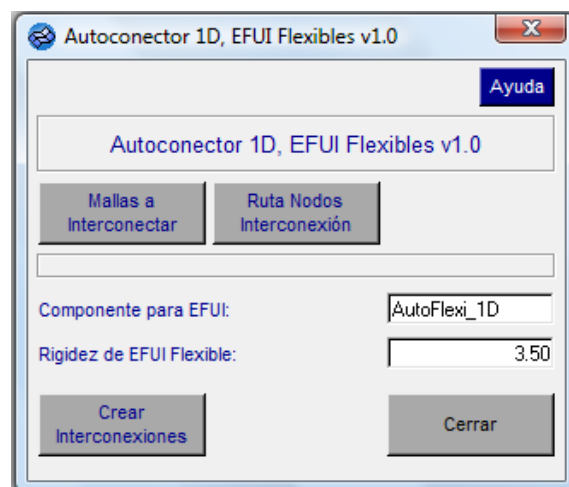 Autoconector 1D, EFUI Flexibles v1.0
Ayuda
Autoconector 1D, EFUI Flexibles v1.0
Mallas a
Interconectar
Ruta Nodos
Interconexión
Componente para EFUI:
AutoFlexi_1D
Rigidez de EFUI Flexible:
3.50
Crear
Interconexiones
Cerrar